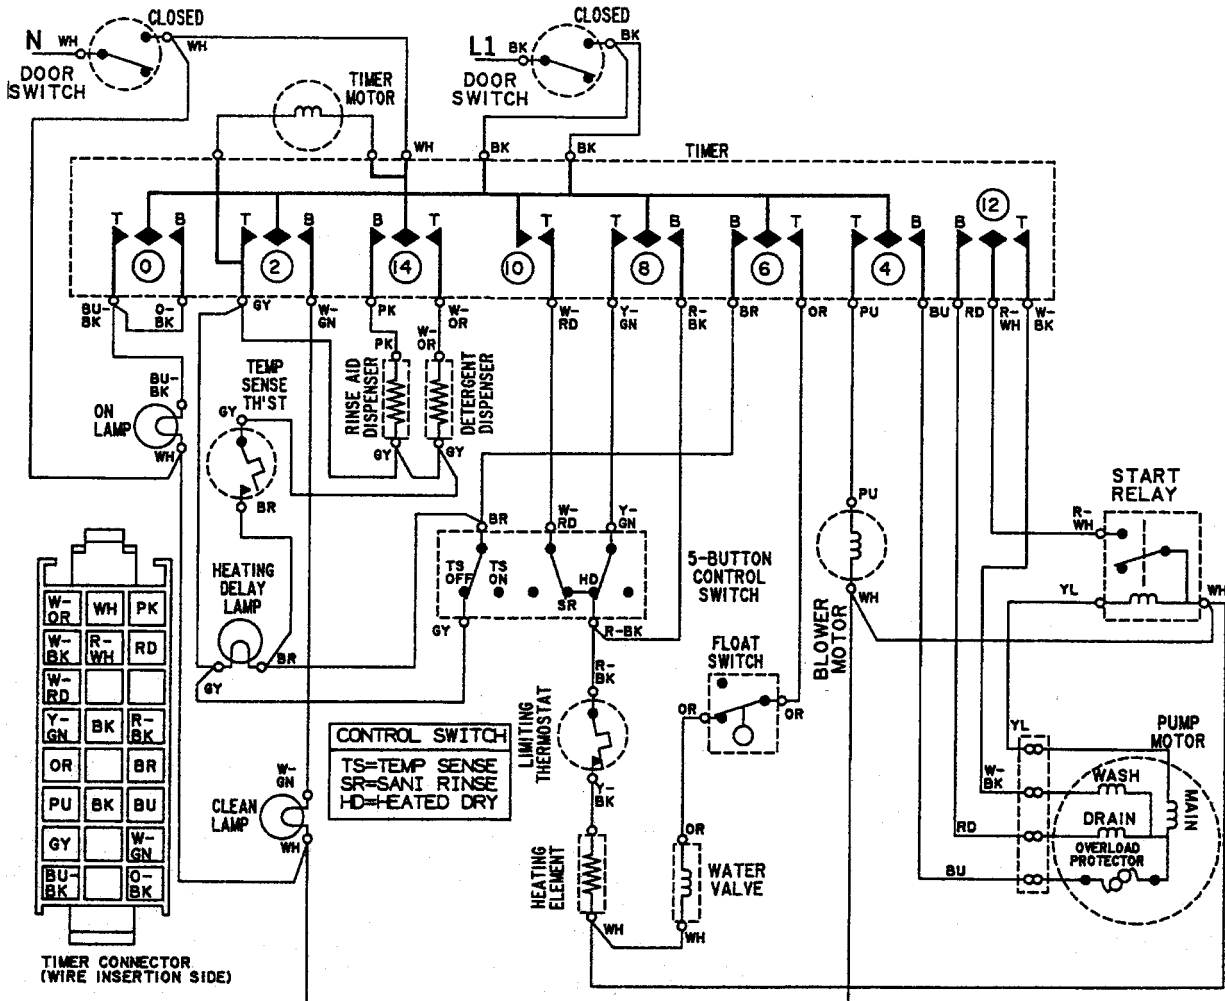 CLOSED
N
WH
WH
DOOR
SWITCH
TIMER
MOTOR
CLOSED
L1
BK
BK
DOOR
SWITCH
WH
BK
BK
TIMER
T
B
T
B
B
T
T
T
B
B
T
T
B
B
12
T
0
2
14
10
8
6
4
BU-
BK
O-
BK
GY
W-
GN
PK
W-
OR
W-
RD
Y-
GN
R-
BK
BR
OR
PU
BU
RD
R-
WH
W-
BK
PK
W-
OR
BU-
BK
ON
LAMP
WH
TEMP
SENSE
TH'ST
GY
BR
RINSE AID
DISPENSER
DETERGENT
DISPENSER
GY
GY
BR
W-
RD
Y-
GN
TS
OFF
TS
ON
HD
SR
5-BUTTON
CONTROL
SWITCH
GY
R-BK
PU
BLOWER
MOTOR
WH
START
RELAY
R-
WH
YL
WH
HEATING
DELAY
LAMP
BR
GY
R-
BK
FLOAT
SWITCH
OR
OR
LIMITING
THERMOSTAT
Y-
BK
CONTROL SWITCH
TS=TEMP SENSE
SR=SANI RINSE
HD=HEATED DRY
W-
GN
CLEAN
LAMP
WH
HEATING
ELEMENT
WH
OR
WATER
VALVE
WH
YL
PUMP
MOTOR
W-
BK
WASH
MAIN
RD
DRAIN
OVERLOAD
PROTECTOR
BU
W-
OR
WH
PK
W-
BK
R-
WH
RD
W-
RD
Y-
GN
BK
R-
BK
OR
BR
PU
BK
BU
GY
W-
GN
BU-
BK
O-
BK
TIMER CONNECTOR
(WIRE INSERTION SIDE)